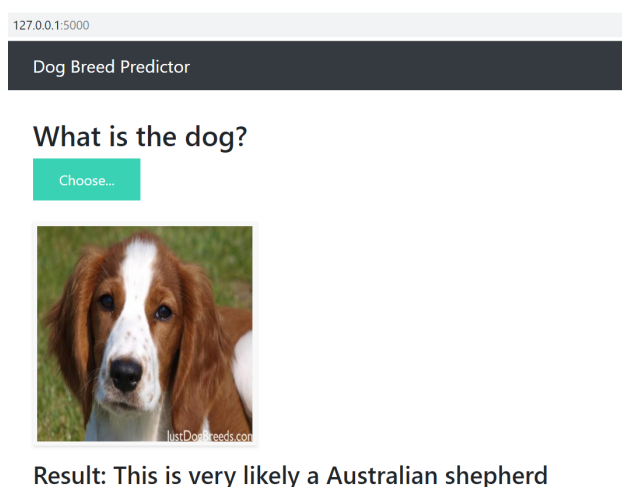 127.0.0.1:5000
Dog Breed Predictor
What is the dog?
Choose...
JustDogBreeds.com
Result: This is very likely a Australian shepherd